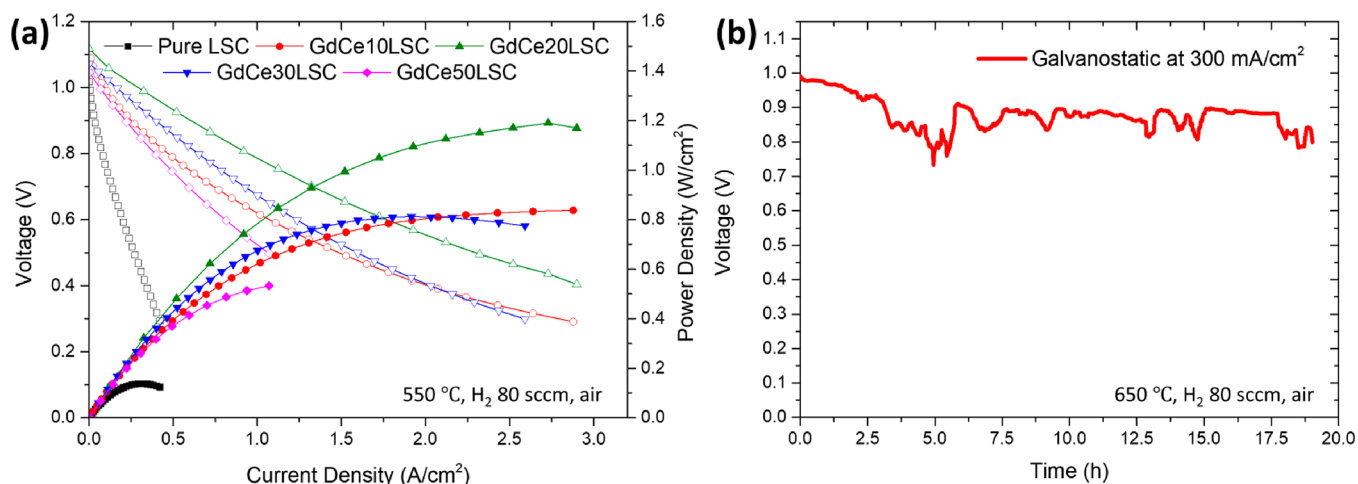 (a)
Pure LSC GdCe10LSC GdCe20LSC
GdCe30LSC GdCe50LSC
1.2
1.0
0.8
0.6
0.4
0.2
0.0
Voltage (V)
1.6
1.4
1.2
1.0
0.8
0.6
0.4
0.2
0.0
Power Density (W/cm²)
550 °C, H₂ 80 sccm, air
0.0 0.5 1.0 1.5 2.0 2.5 3.0
Current Density (A/cm²)
(b)
Galvanostatic at 300 mA/cm²
1.1
1.0
0.9
0.8
0.7
0.6
0.5
0.4
0.3
0.2
0.1
0.0
Voltage (V)
650 °C, H₂ 80 sccm, air
0.0 2.5 5.0 7.5 10.0 12.5 15.0 17.5 20.0
Time (h)